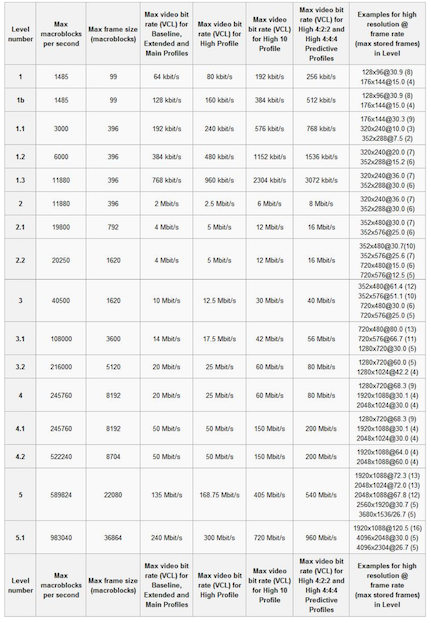 Level number
Max macroblocks per second
Max frame size (macroblocks)
Max video bit rate (VCL) for Baseline, Extended and Main Profiles
Max video bit rate (VCL) for High Profile
Max video bit rate (VCL) for High 10 Profile
Max video bit rate (VCL) for High 4:2:2 and High 4:4:4 Predictive Profiles
Examples for high resolution @ frame rate (max stored frames) in Level
1 1485 99 64 kbit/s 80 kbit/s 192 kbit/s 256 kbit/s 128x96@30.9 (8)
176x144@15.0 (4)
1b 1485 99 128 kbit/s 160 kbit/s 384 kbit/s 512 kbit/s 128x96@30.9 (8)
176x144@15.0 (4)
1.1 3000 396 192 kbit/s 240 kbit/s 576 kbit/s 768 kbit/s 176x144@30.3 (9)
320x240@10.0 (3)
352x288@7.5 (2)
1.2 6000 396 384 kbit/s 480 kbit/s 1152 kbit/s 1536 kbit/s 320x240@20.0 (7)
352x288@15.2 (6)
1.3 11880 396 768 kbit/s 960 kbit/s 2304 kbit/s 3072 kbit/s 320x240@36.0 (7)
352x288@30.0 (6)
2 11880 396 2 Mbit/s 2.5 Mbit/s 6 Mbit/s 8 Mbit/s 320x240@36.0 (7)
352x288@30.0 (6)
2.1 19800 792 4 Mbit/s 5 Mbit/s 12 Mbit/s 16 Mbit/s 352x480@30.0 (7)
352x576@25.0 (6)
2.2 20250 1620 4 Mbit/s 5 Mbit/s 12 Mbit/s 16 Mbit/s 352x480@30.7(10)
352x576@25.6 (7)
720x480@15.0 (6)
720x576@12.5 (5)
3 40500 1620 10 Mbit/s 12.5 Mbit/s 30 Mbit/s 40 Mbit/s 352x480@61.4 (12)
352x576@51.1 (10)
720x480@30.0 (6)
720x576@25.0 (5)
3.1 108000 3600 14 Mbit/s 17.5 Mbit/s 42 Mbit/s 56 Mbit/s 720x480@80.0 (13)
720x576@66.7 (11)
1280x720@30.0 (5)
3.2 216000 5120 20 Mbit/s 25 Mbit/s 60 Mbit/s 80 Mbit/s 1280x720@60.0 (5)
1280x1024@42.2 (4)
4 245760 8192 20 Mbit/s 25 Mbit/s 60 Mbit/s 80 Mbit/s 1280x720@68.3 (9)
1920x1088@30.1 (4)
2048x1024@30.0 (4)
4.1 245760 8192 50 Mbit/s 50 Mbit/s 150 Mbit/s 200 Mbit/s 1280x720@68.3 (9)
1920x1088@30.1 (4)
2048x1024@30.0 (4)
4.2 522240 8704 50 Mbit/s 50 Mbit/s 150 Mbit/s 200 Mbit/s 1920x1088@64.0 (4)
2048x1088@60.0 (4)
5 589824 22080 135 Mbit/s 168.75 Mbit/s 405 Mbit/s 540 Mbit/s 1920x1088@72.3 (13)
2048x1024@72.0 (13)
2048x1088@67.8 (12)
2560x1920@30.7 (5)
3680x1536/26.7 (5)
5.1 983040 36864 240 Mbit/s 300 Mbit/s 720 Mbit/s 960 Mbit/s 1920x1088@120.5 (16)
4096x2048@30.0 (5)
4096x2304@26.7 (5)
Level number
Max macroblocks per second
Max frame size (macroblocks)
Max video bit rate (VCL) for Baseline, Extended and Main Profiles
Max video bit rate (VCL) for High Profile
Max video bit rate (VCL) for High 10 Profile
Max video bit rate (VCL) for High 4:2:2 and High 4:4:4 Predictive Profiles
Examples for high resolution @ frame rate (max stored frames) in Level